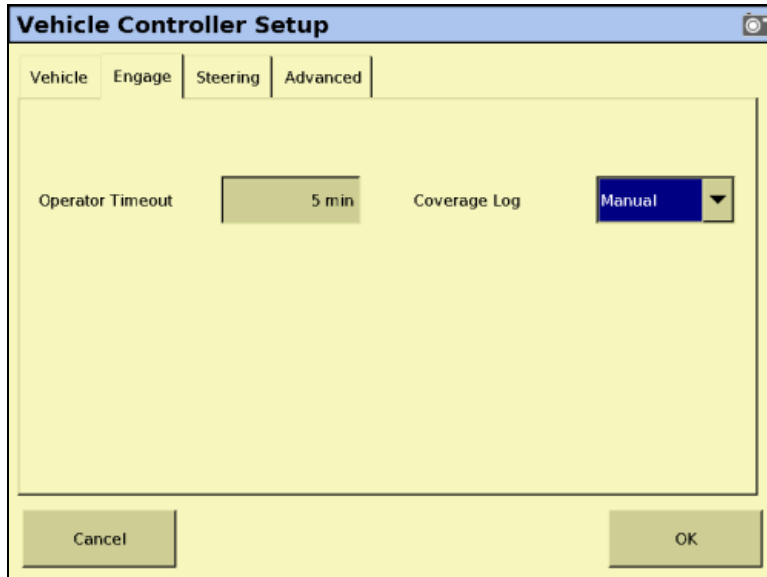 Vehicle Controller Setup
Vehicle Engage Steering Advanced
Operator Timeout 5 min Coverage Log Manual
Cancel OK